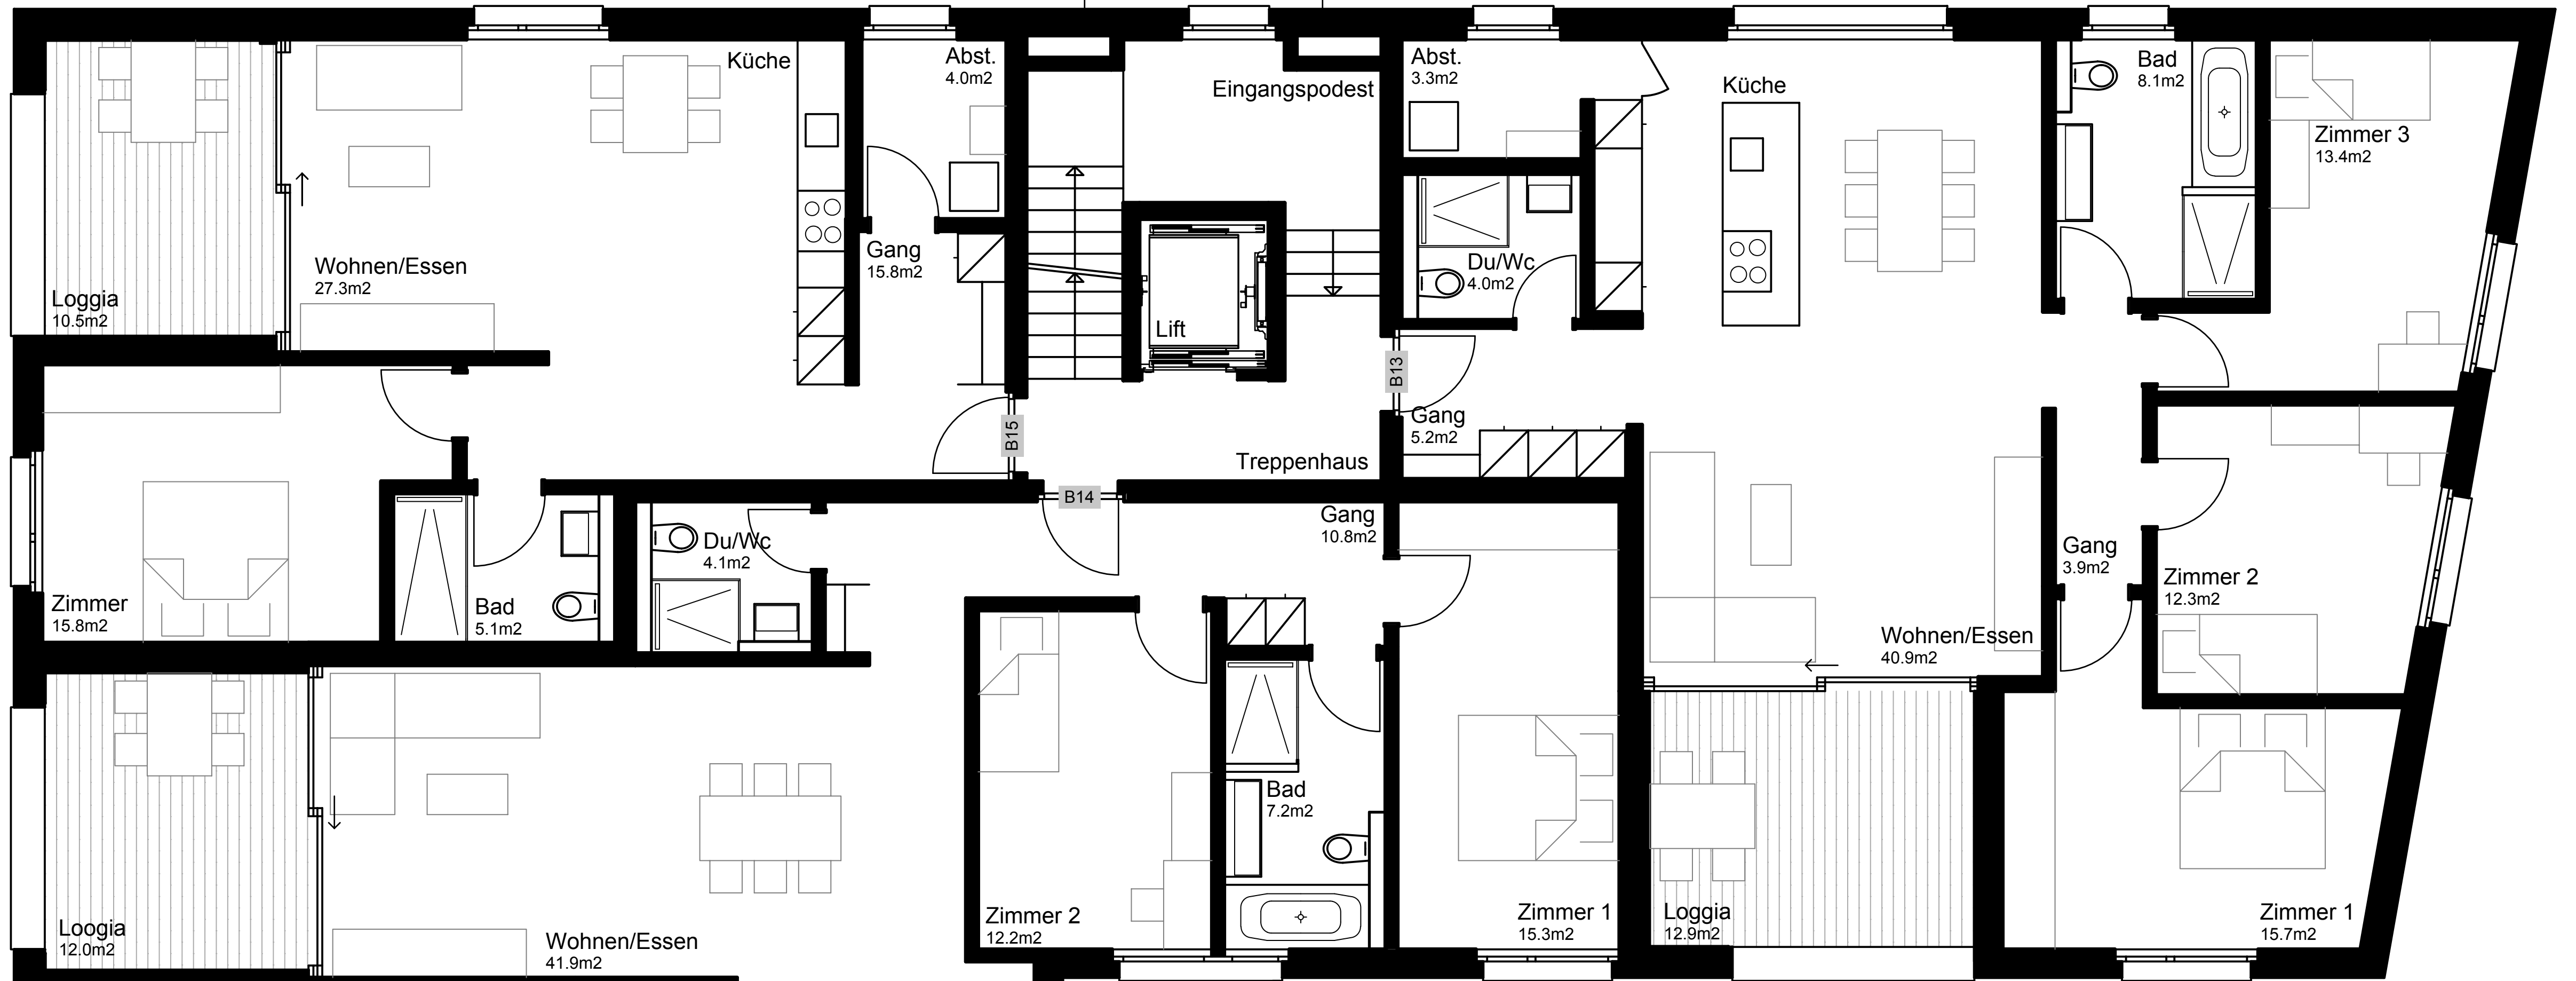 Küche
Abst.
4.0m2
Eingangspodest
Abst.
3.3m2
Küche
Bad
8.1m2
Zimmer 3
13.4m2
Loggia
10.5m2
Wohnen/Essen
27.3m2
Gang
15.8m2
Lift
Du/Wc
4.0m2
B13
Gang
5.2m2
B15
Treppenhaus
B14
Zimmer
15.8m2
Bad
5.1m2
Du/Wc
4.1m2
Gang
10.8m2
Gang
3.9m2
Zimmer 2
12.3m2
Wohnen/Essen
40.9m2
Loogia
12.0m2
Wohnen/Essen
41.9m2
Zimmer 2
12.2m2
Bad
7.2m2
Zimmer 1
15.3m2
Loggia
12.9m2
Zimmer 1
15.7m2